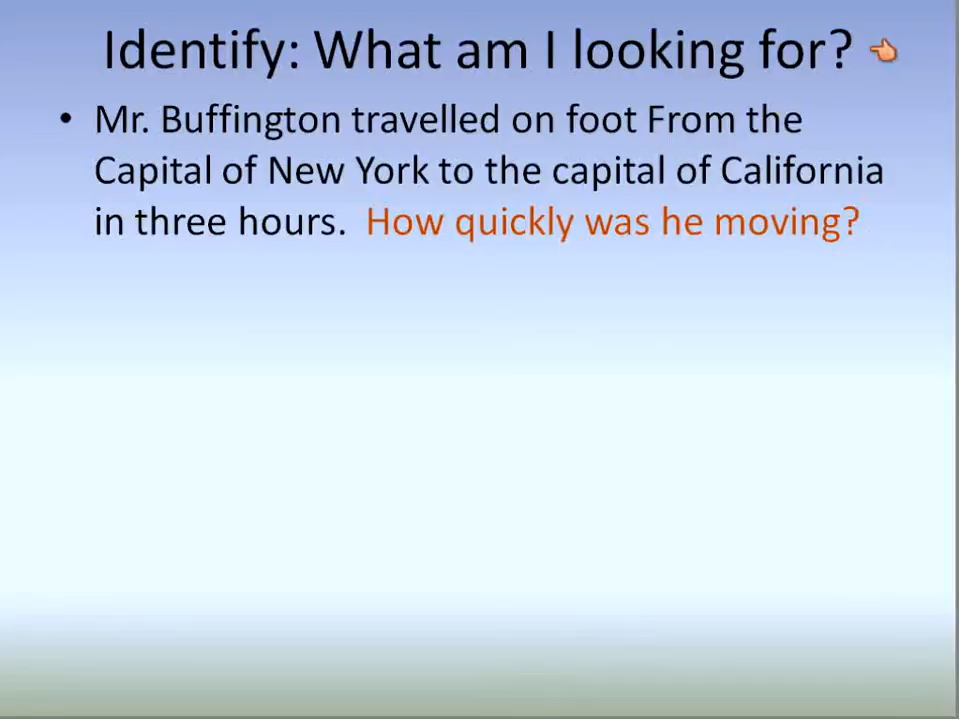 Identify: What am I looking for?
• Mr. Buffington travelled on foot From the
Capital of New York to the capital of California
in three hours. How quickly was he moving?